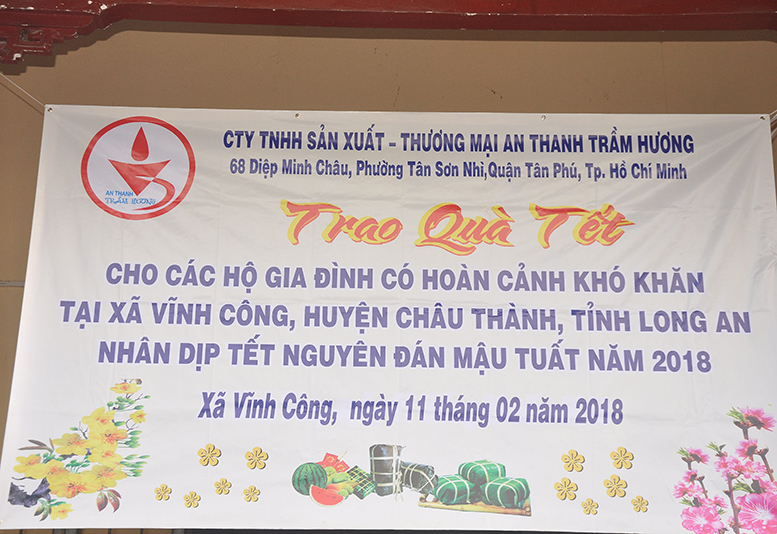 CTY TNHH SẢN XUẤT - THƯƠNG MẠI AN THANH TRẦM HƯƠNG
68 Diệp Minh Châu, Phường Tân Sơn Nhì,Quận Tân Phú, Tp. Hồ Chí Minh
AN THANH
TRẦM HƯƠNG
Trao Quà Tết
CHO CÁC HỘ GIA ĐÌNH CÓ HOÀN CẢNH KHÓ KHĂN
TẠI XÃ VĨNH CÔNG, HUYỆN CHÂU THÀNH, TỈNH LONG AN
NHÂN DỊP TẾT NGUYÊN ĐÁN MẬU TUẤT NĂM 2018
Xã Vĩnh Công, ngày 11 tháng 02 năm 2018